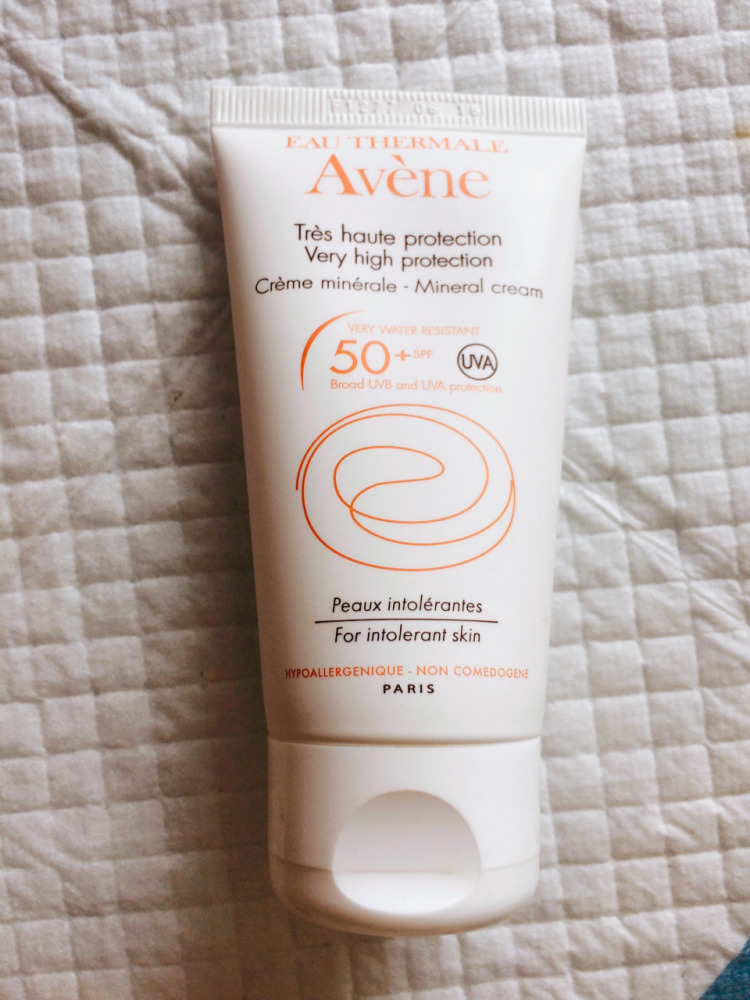 EAU THERMALE
Avène
Très haute protection
Very high protection
Crème minérale - Mineral cream
VERY WATER RESISTANT
50+ SPF UVA
Broad UVB and UVA protection
Peaux intolérantes
For intolerant skin
HYPOALLERGENIQUE - NON COMEDOGENE
PARIS